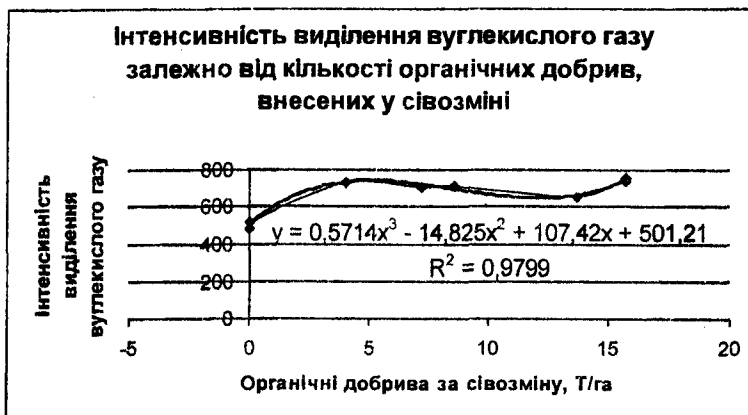 Інтенсивність виділення вуглекислого газу
залежно від кількості органічних добрив,
внесених у сівозміні
Інтенсивність
виділення
вуглекислого газу
800
600
400
200
0
y = 0,5714x³ - 14,825x² + 107,42x + 501,21
R² = 0,9799
-5 0 5 10 15 20
Органічні добрива за сівозміну, Т/га